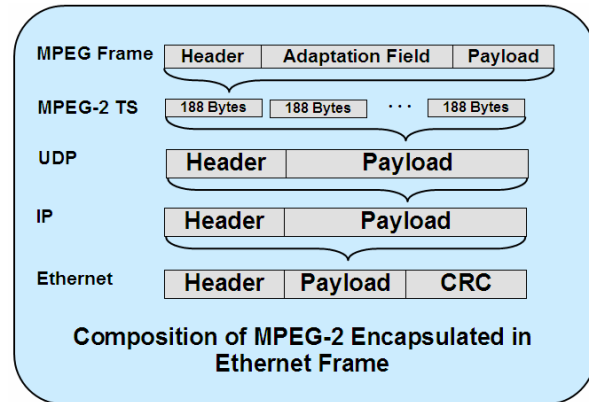 MPEG Frame Header Adaptation Field Payload
MPEG-2 TS 188 Bytes 188 Bytes ... 188 Bytes
UDP Header Payload
IP Header Payload
Ethernet Header Payload CRC
Composition of MPEG-2 Encapsulated in
Ethernet Frame